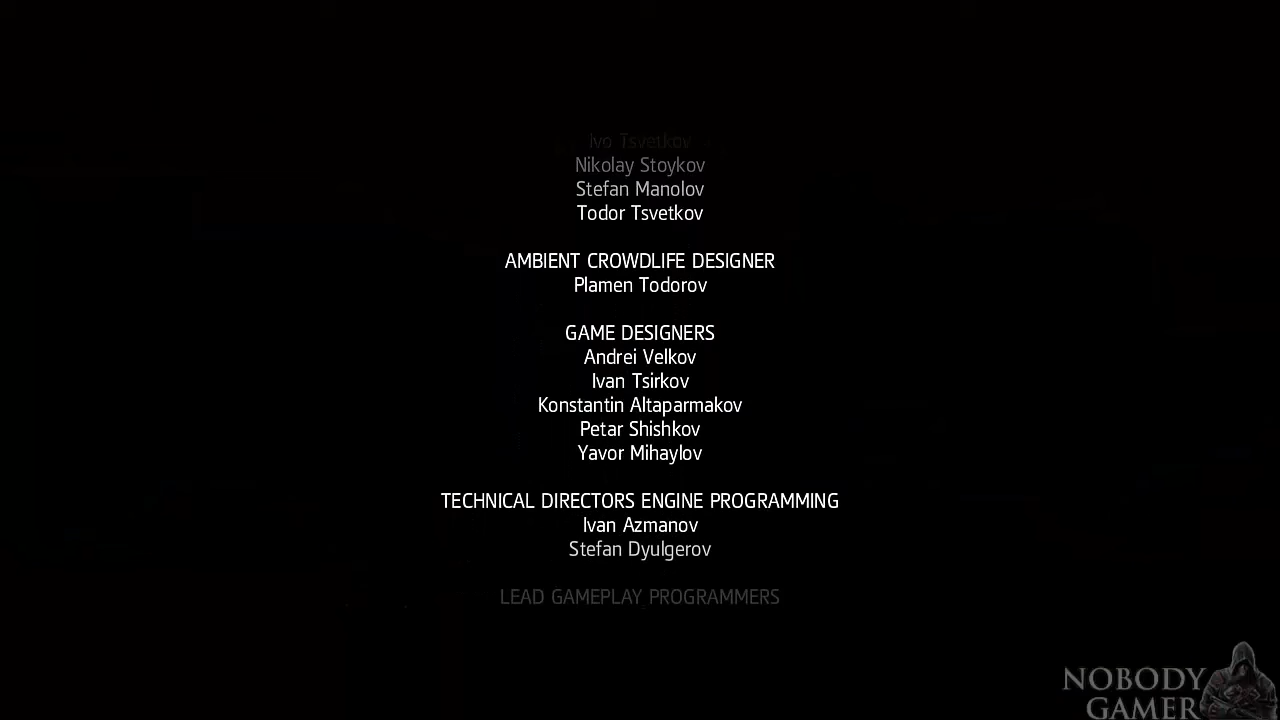 Ivo Tsvetkov
Nikolay Stoykov
Stefan Manolov
Todor Tsvetkov
AMBIENT CROWDLIFE DESIGNER
Plamen Todorov
GAME DESIGNERS
Andrei Velkov
Ivan Tsirkov
Konstantin Altaparmakov
Petar Shishkov
Yavor Mihaylov
TECHNICAL DIRECTORS ENGINE PROGRAMMING
Ivan Azmanov
Stefan Dyulgerov
LEAD GAMEPLAY PROGRAMMERS
NOBODY
GAMER